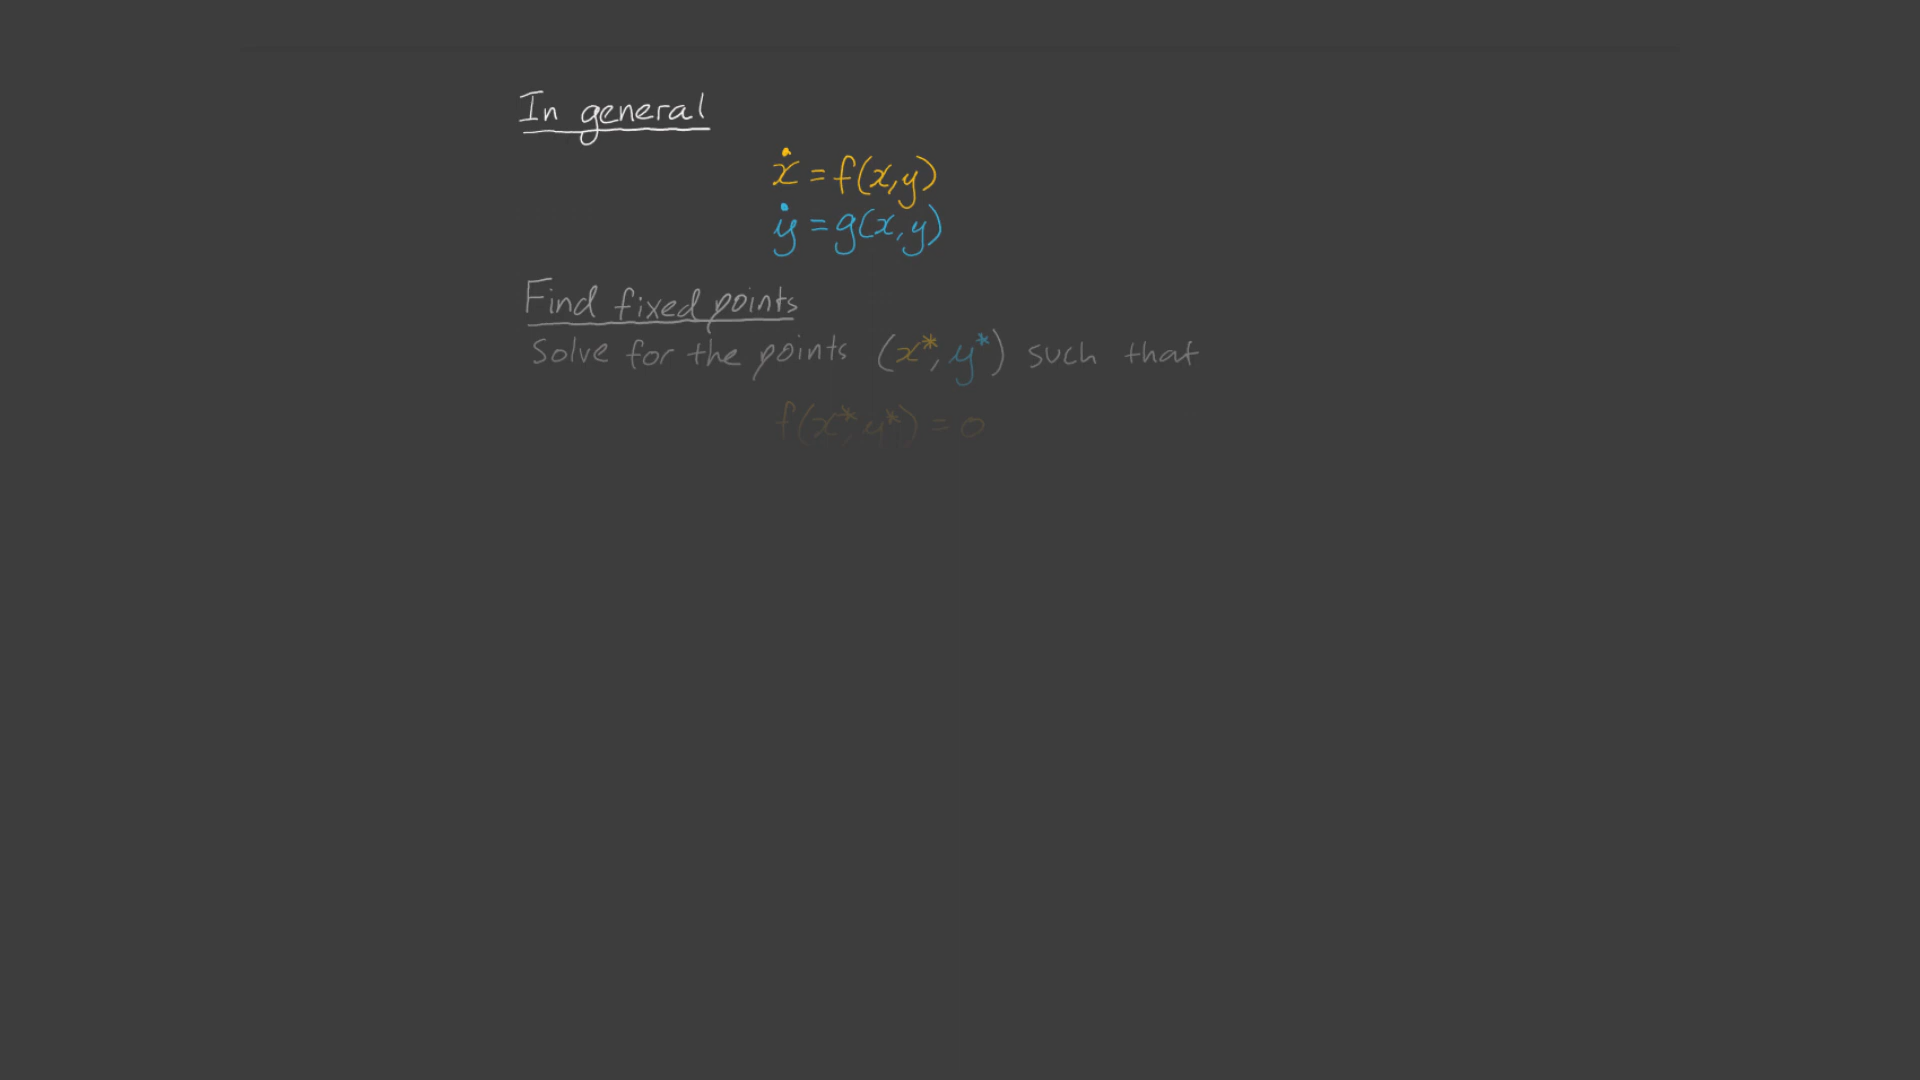 In general
ẋ = f(x,y)
ẏ = g(x,y)
Find fixed points
Solve for the points (x*, y*) such that
f(x*, y*) = 0